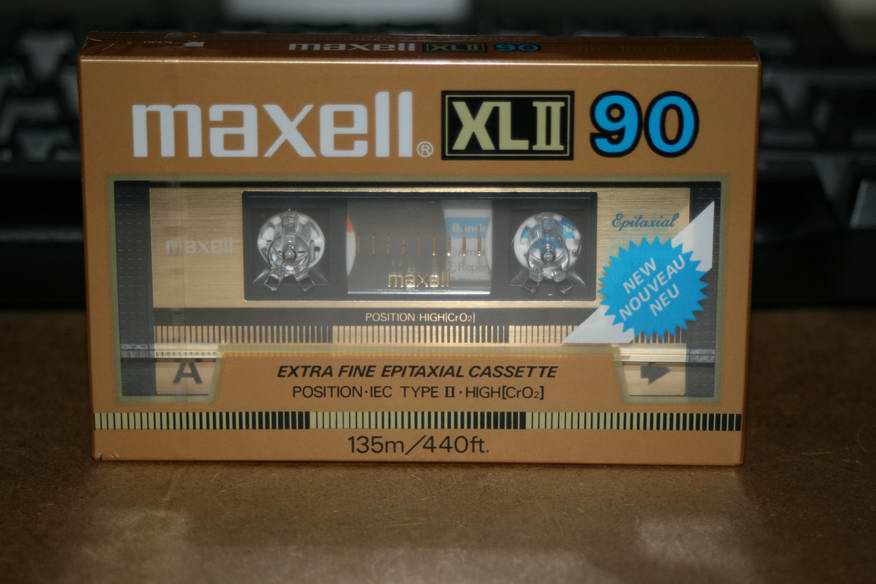 maxell XLII 90
maxell® XLII 90
Epitaxial
maxell
NEW
NOUVEAU
NEU
maxell
POSITION·HIGH[CrO₂]
A
EXTRA FINE EPITAXIAL CASSETTE
POSITION·IEC TYPE II·HIGH[CrO₂]
135m/440ft.